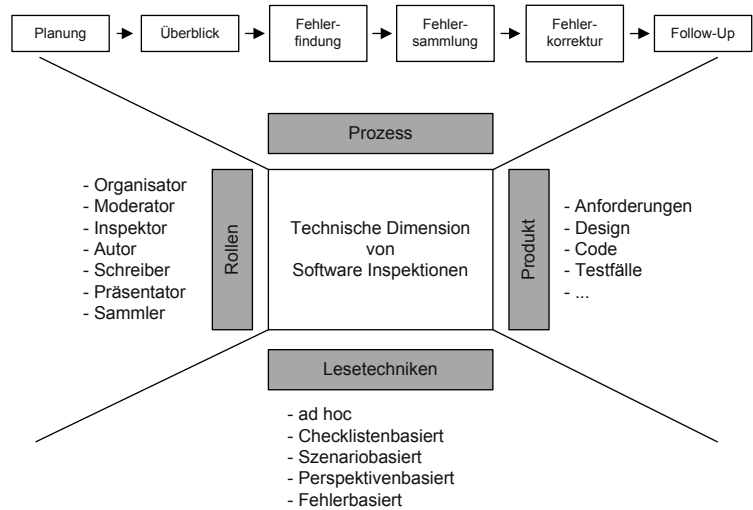 Planung
Überblick
Fehler-
findung
Fehler-
sammlung
Fehler-
korrektur
Follow-Up
Prozess
- Organisator
- Moderator
- Inspektor
- Autor
- Schreiber
- Präsentator
- Sammler
Rollen
Technische Dimension
von
Software Inspektionen
Produkt
- Anforderungen
- Design
- Code
- Testfälle
- ...
Lesetechniken
- ad hoc
- Checklistenbasiert
- Szenariobasiert
- Perspektivenbasiert
- Fehlerbasiert